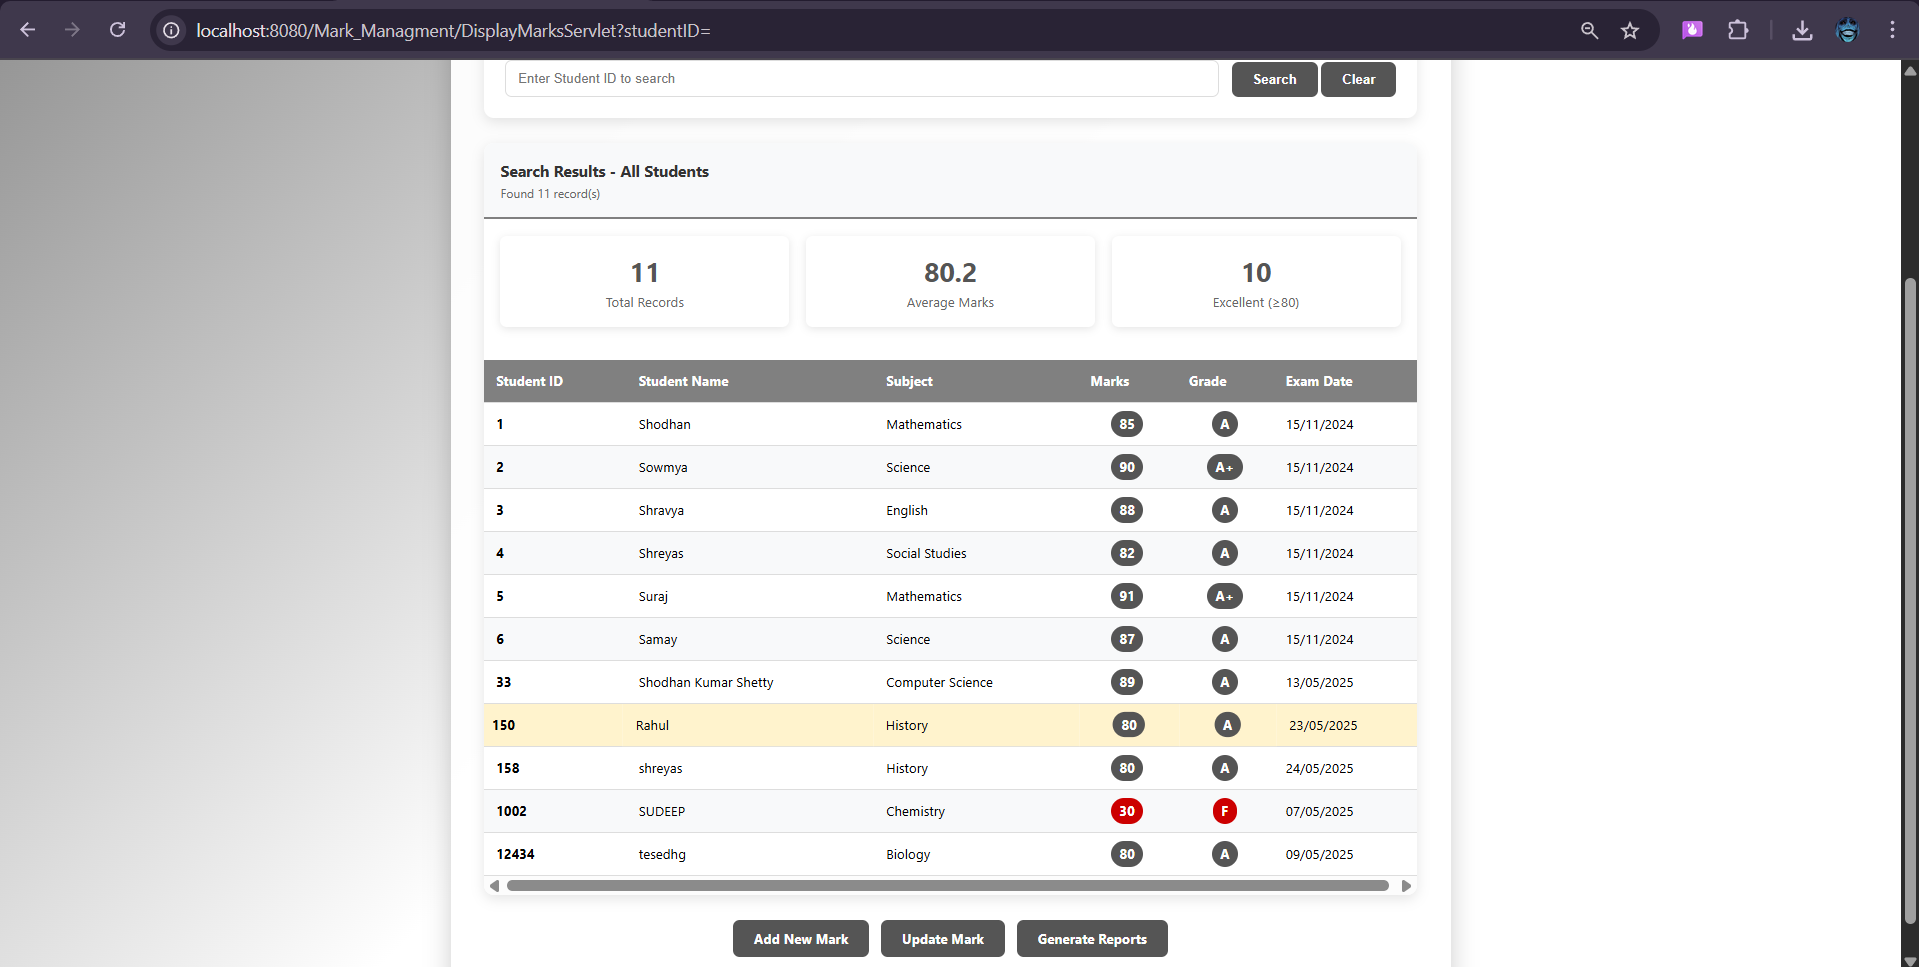 localhost:8080/Mark_Managment/DisplayMarksServlet?studentID=
Enter Student ID to search Search Clear
Search Results - All Students
Found 11 record(s)
11 80.2 10
Total Records Average Marks Excellent (≥80)
Student ID Student Name Subject Marks Grade Exam Date
1 Shodhan Mathematics 85 A 15/11/2024
2 Sowmya Science 90 A+ 15/11/2024
3 Shravya English 88 A 15/11/2024
4 Shreyas Social Studies 82 A 15/11/2024
5 Suraj Mathematics 91 A+ 15/11/2024
6 Samay Science 87 A 15/11/2024
33 Shodhan Kumar Shetty Computer Science 89 A 13/05/2025
150 Rahul History 80 A 23/05/2025
158 shreyas History 80 A 24/05/2025
1002 SUDEEP Chemistry 30 F 07/05/2025
12434 tesedhg Biology 80 A 09/05/2025
Add New Mark Update Mark Generate Reports